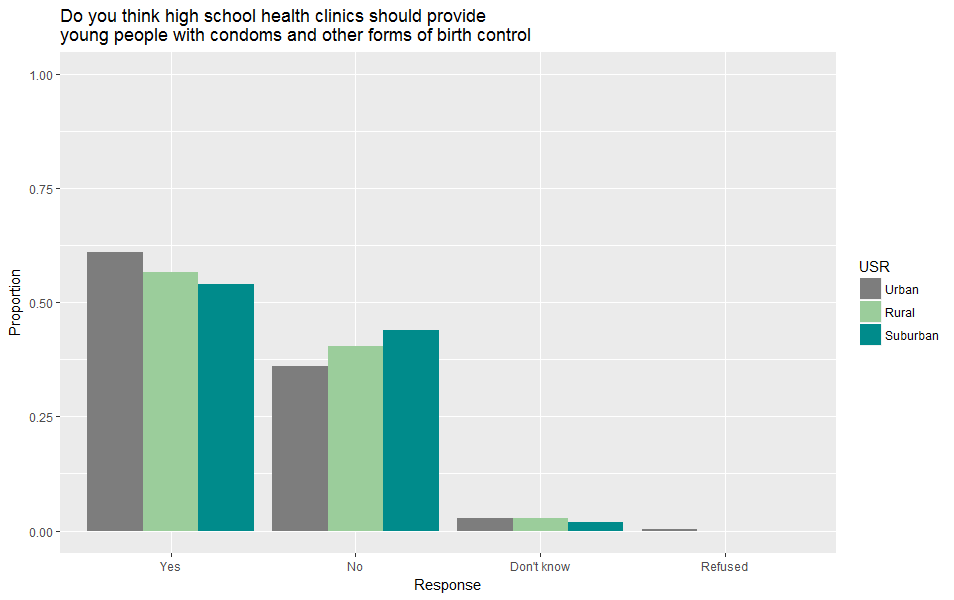 Do you think high school health clinics should provide
young people with condoms and other forms of birth control
1.00
0.75
0.50
0.25
0.00
Proportion
Yes
No
Don't know
Refused
Response
USR
Urban
Rural
Suburban